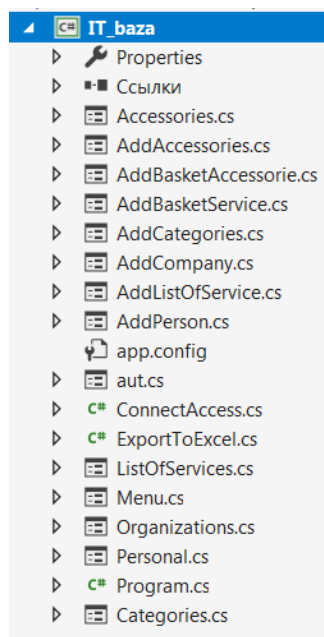 IT_baza
Properties
Ссылки
Accessories.cs
AddAccessories.cs
AddBasketAccessorie.cs
AddBasketService.cs
AddCategories.cs
AddCompany.cs
AddListOfService.cs
AddPerson.cs
app.config
aut.cs
C# ConnectAccess.cs
C# ExportToExcel.cs
ListOfServices.cs
Menu.cs
Organizations.cs
Personal.cs
C# Program.cs
Categories.cs